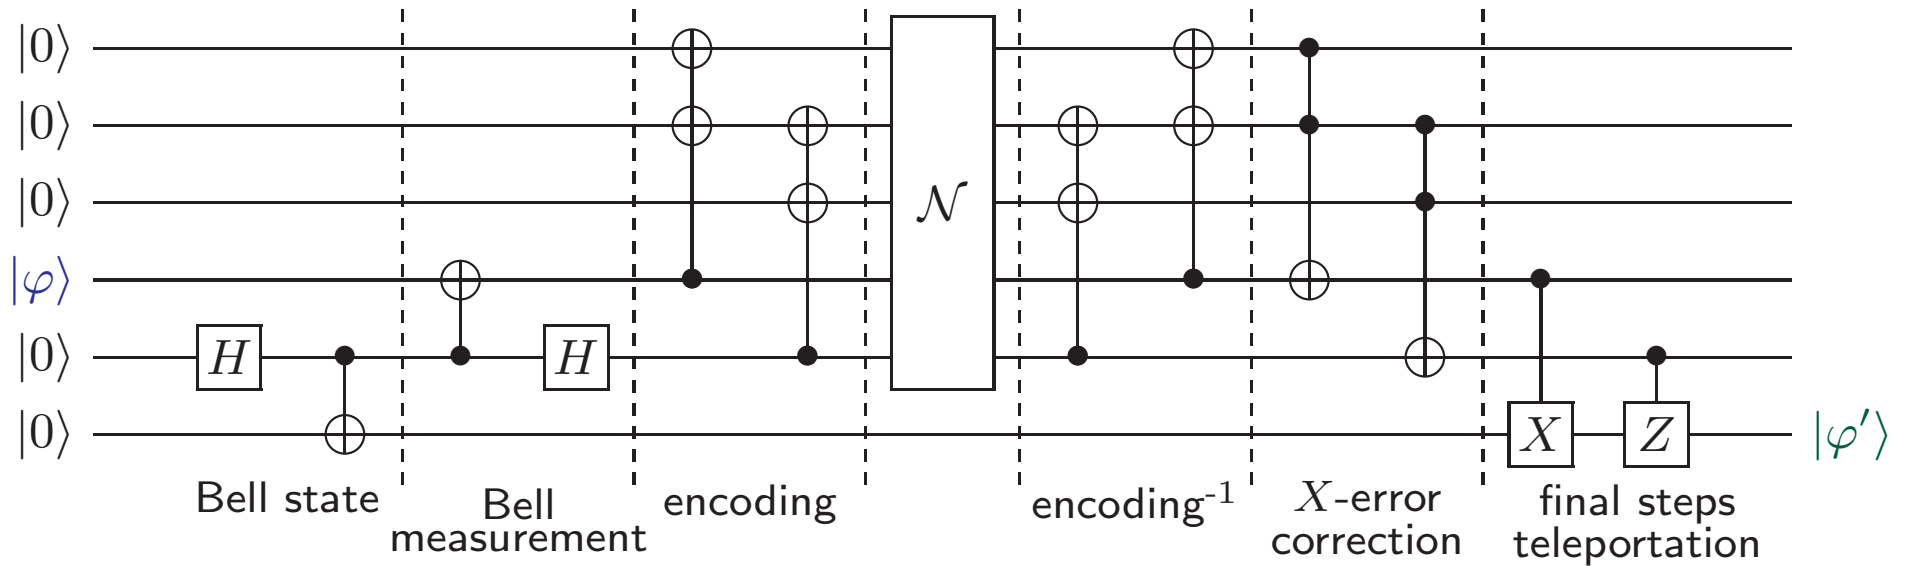 |0⟩
|0⟩
|0⟩
|φ⟩
|0⟩
|0⟩
H
H
𝒩
X
Z
|φ′⟩
Bell state
Bell
measurement
encoding
encoding⁻¹
X-error
correction
final steps
teleportation